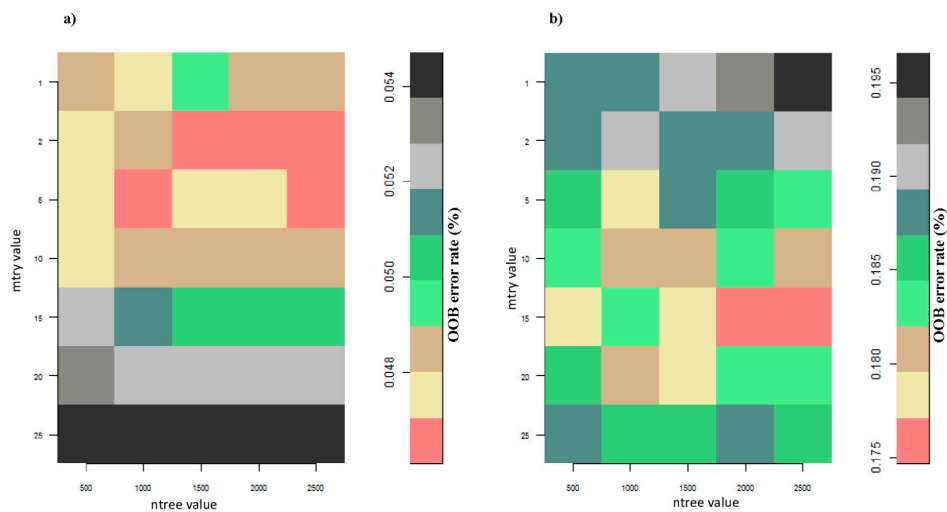 a)
1
2
5
10
15
20
25
mtry value
500 1000 1500 2000 2500
ntree value
0.054
0.052
0.050
0.048
OOB error rate (%)
b)
1
2
5
10
15
20
25
mtry value
500 1000 1500 2000 2500
ntree value
0.195
0.190
0.185
0.180
0.175
OOB error rate (%)